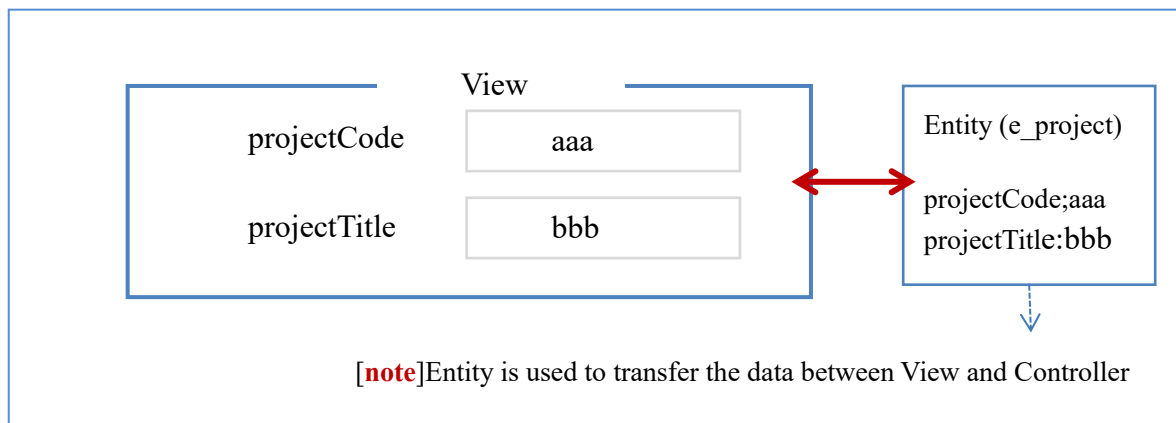 View
projectCode
aaa
projectTitle
bbb
Entity (e_project)
projectCode;aaa
projectTitle:bbb
[note]Entity is used to transfer the data between View and Controller